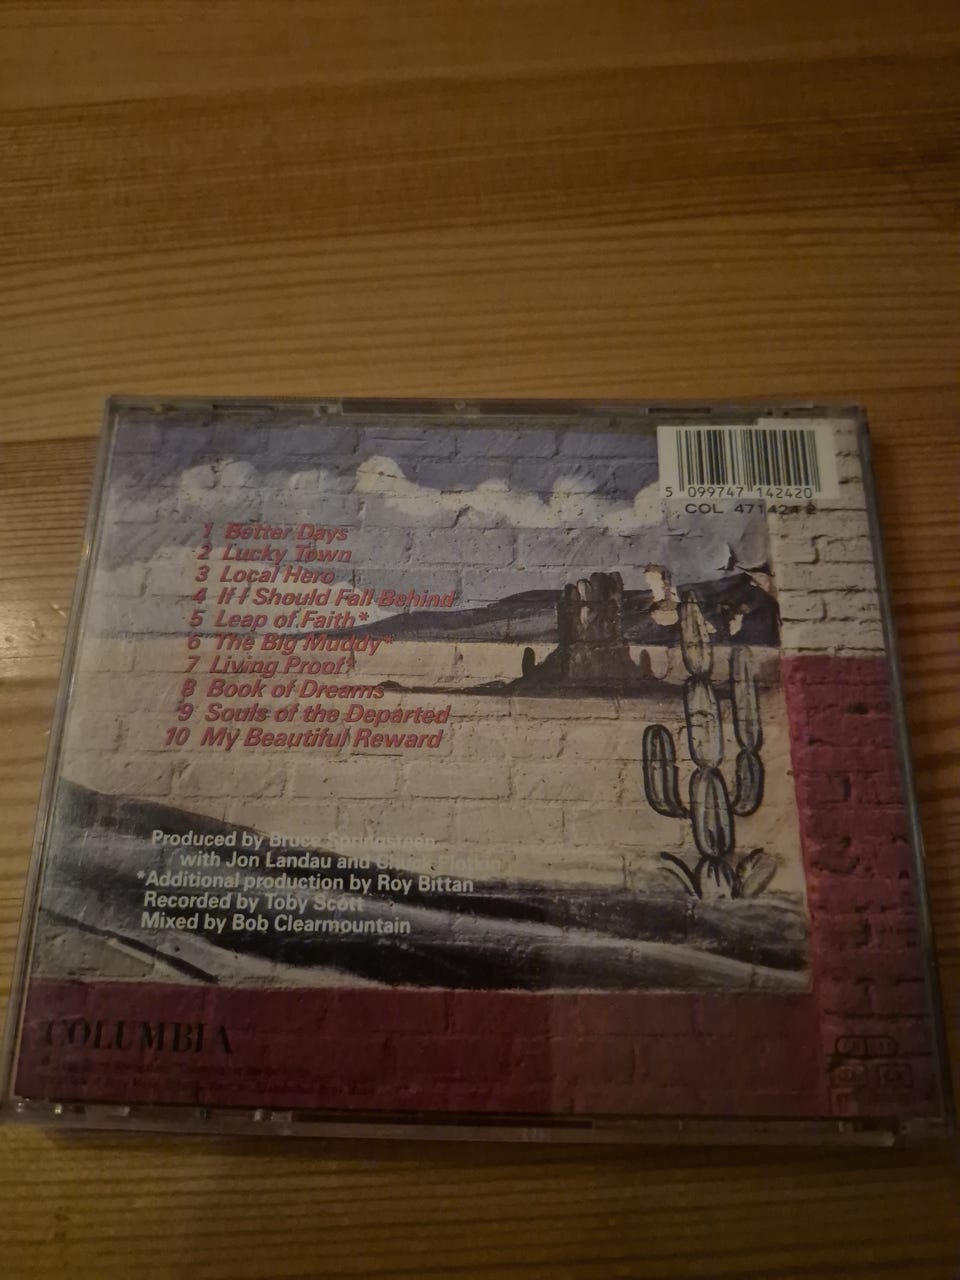 5 099747 142420
COL 471424 2
1 Better Days
2 Lucky Town
3 Local Hero
4 If I Should Fall Behind
5 Leap of Faith*
6 The Big Muddy*
7 Living Proof*
8 Book of Dreams
9 Souls of the Departed
10 My Beautiful Reward
Produced by Bruce Springsteen
with Jon Landau and Chuck Plotkin
*Additional production by Roy Bittan
Recorded by Toby Scott
Mixed by Bob Clearmountain
COLUMBIA